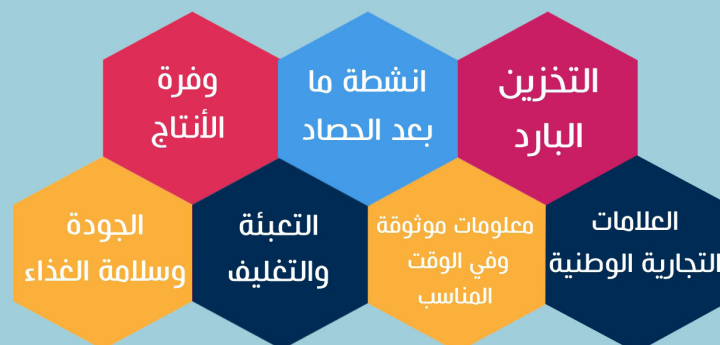 التخزين
البارد
انشطة ما
بعد الحصاد
وفرة
الأنتاج
العلامات
التجارية الوطنية
معلومات موثوقة
وفي الوقت
المناسب
التعبئة
والتغليف
الجودة
وسلامة الغذاء